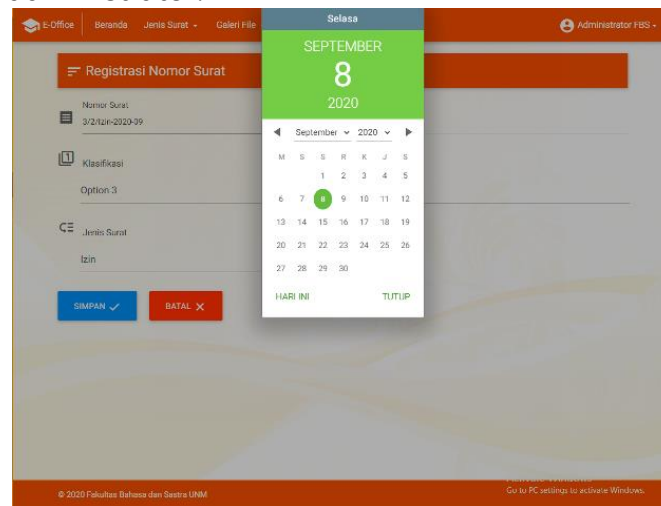 E-Office Beranda Jenis Surat Galeri File Administrator FBS
Registrasi Nomor Surat
Nomor Surat
3/2/Izin-2020-09
Klasifikasi
Option 3
Jenis Surat
Izin
SIMPAN BATAL
Selasa
SEPTEMBER
8
2020
September 2020
M S S R K J S
1 2 3 4 5
6 7 8 9 10 11 12
13 14 15 16 17 18 19
20 21 22 23 24 25 26
27 28 29 30
HARI INI TUTUP
Go to PC settings to activate Windows.
© 2020 Fakultas Bahasa dan Sastra UNM